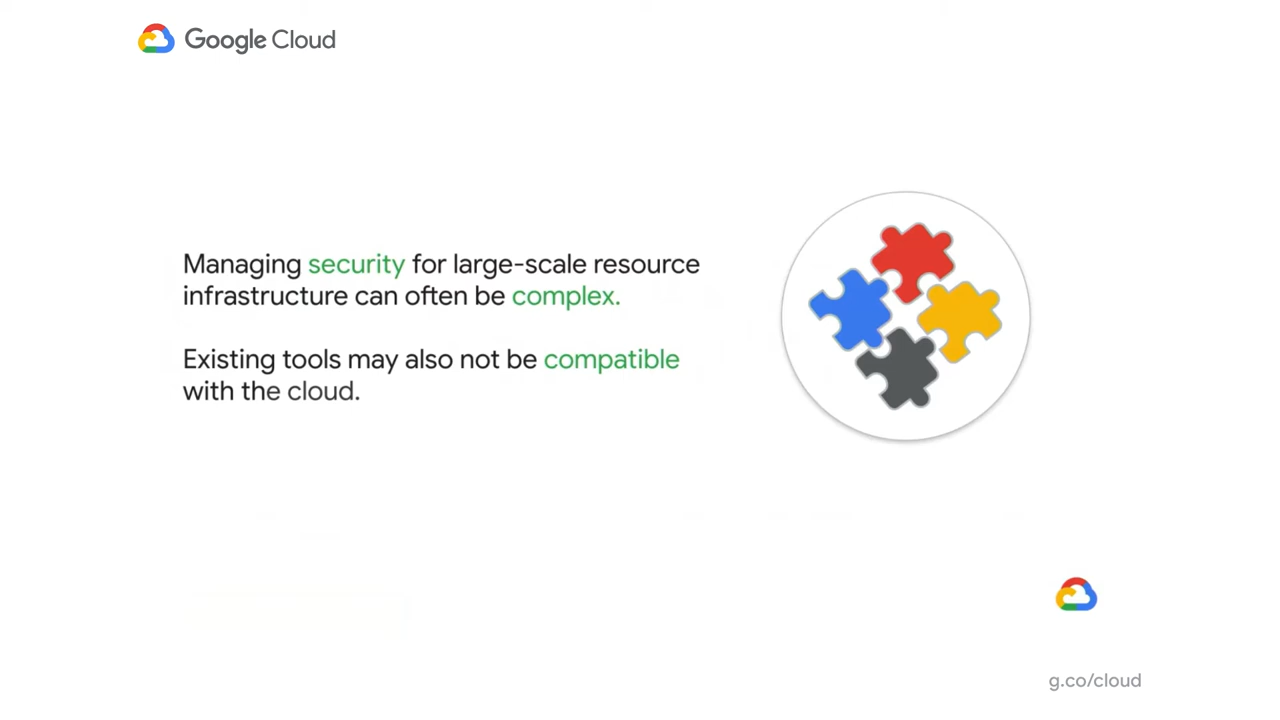 Google Cloud
Managing security for large-scale resource
infrastructure can often be complex.
Existing tools may also not be compatible
with the cloud.
g.co/cloud